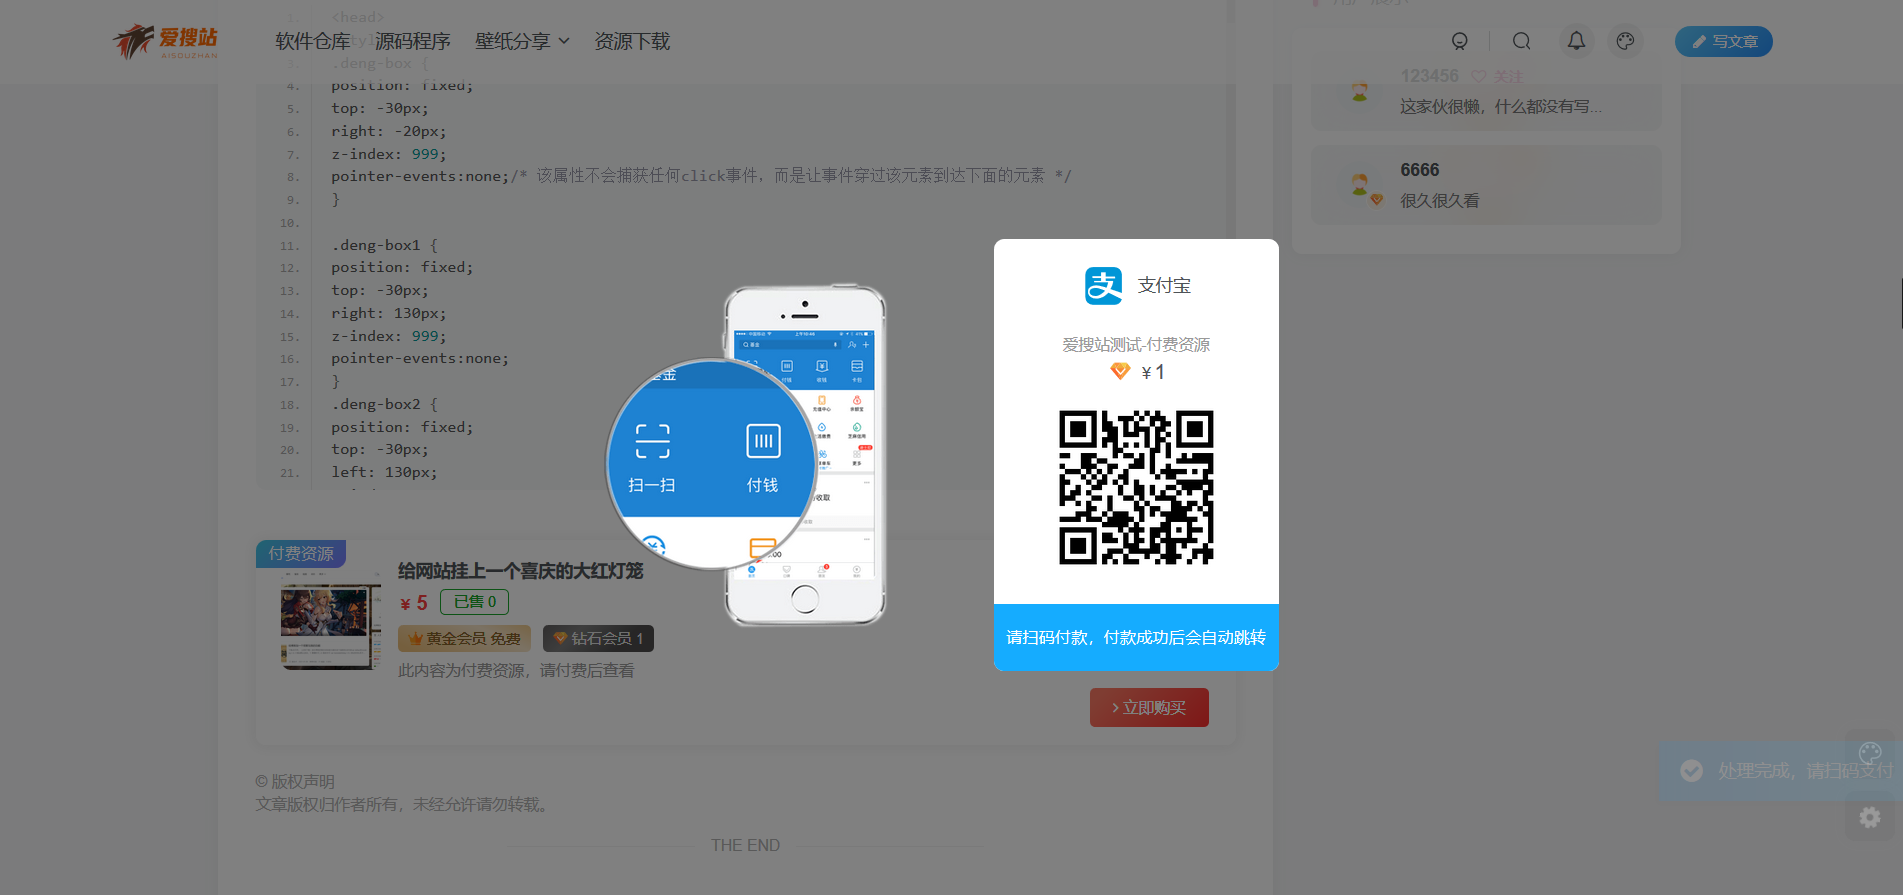 爱搜站
AISOUZHAN
软件仓库
源码程序
壁纸分享
资源下载
写文章
1. <head>
.deng-box {
4. position: fixed;
5. top: -30px;
6. right: -20px;
7. z-index: 999;
8. pointer-events:none;/* 该属性不会捕获任何click事件，而是让事件穿过该元素到达下面的元素 */
9. }
10.
11. .deng-box1 {
12. position: fixed;
13. top: -30px;
14. right: 130px;
15. z-index: 999;
16. pointer-events:none;
17. }
18. .deng-box2 {
19. position: fixed;
20. top: -30px;
21. left: 130px;
123456 关注
这家伙很懒，什么都没有写...
6666
很久很久看
扫一扫
付钱
支付宝
爱搜站测试-付费资源
¥1
请扫码付款，付款成功后会自动跳转
付费资源
给网站挂上一个喜庆的大红灯笼
¥ 5 已售 0
黄金会员 免费
钻石会员 1
此内容为付费资源，请付费后查看
立即购买
© 版权声明
文章版权归作者所有，未经允许请勿转载。
THE END
处理完成，请扫码支付